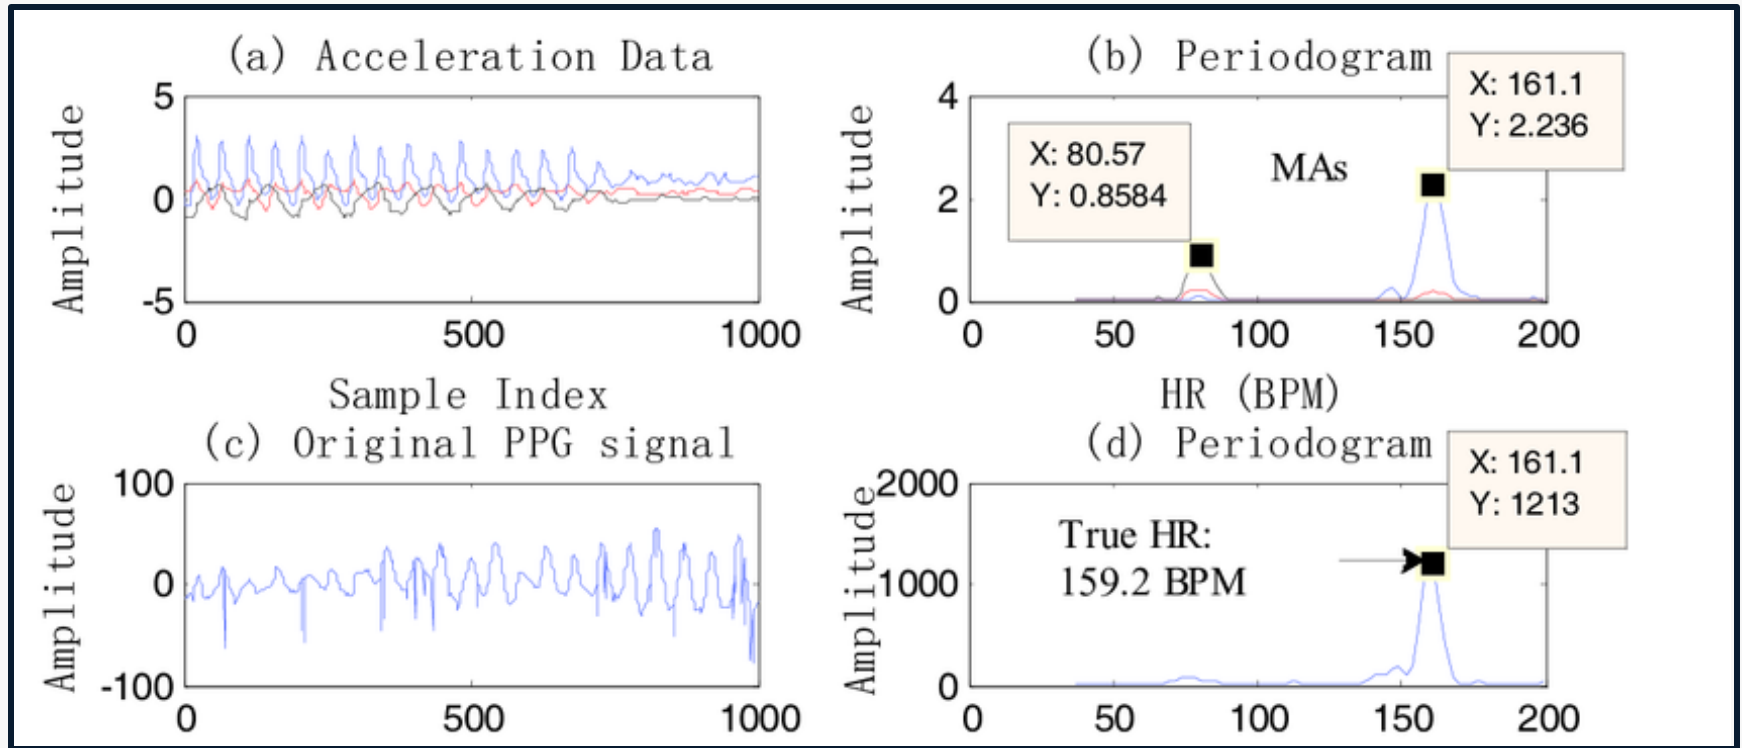 (a) Acceleration Data
Amplitude
5
0
-5
0 500 1000
Sample Index
(b) Periodogram
Amplitude
4
2
0
X: 80.57
Y: 0.8584
MAs
X: 161.1
Y: 2.236
0 50 100 150 200
HR (BPM)
(c) Original PPG signal
Amplitude
100
0
-100
0 500 1000
(d) Periodogram
Amplitude
2000
1000
0
True HR:
159.2 BPM
X: 161.1
Y: 1213
0 50 100 150 200